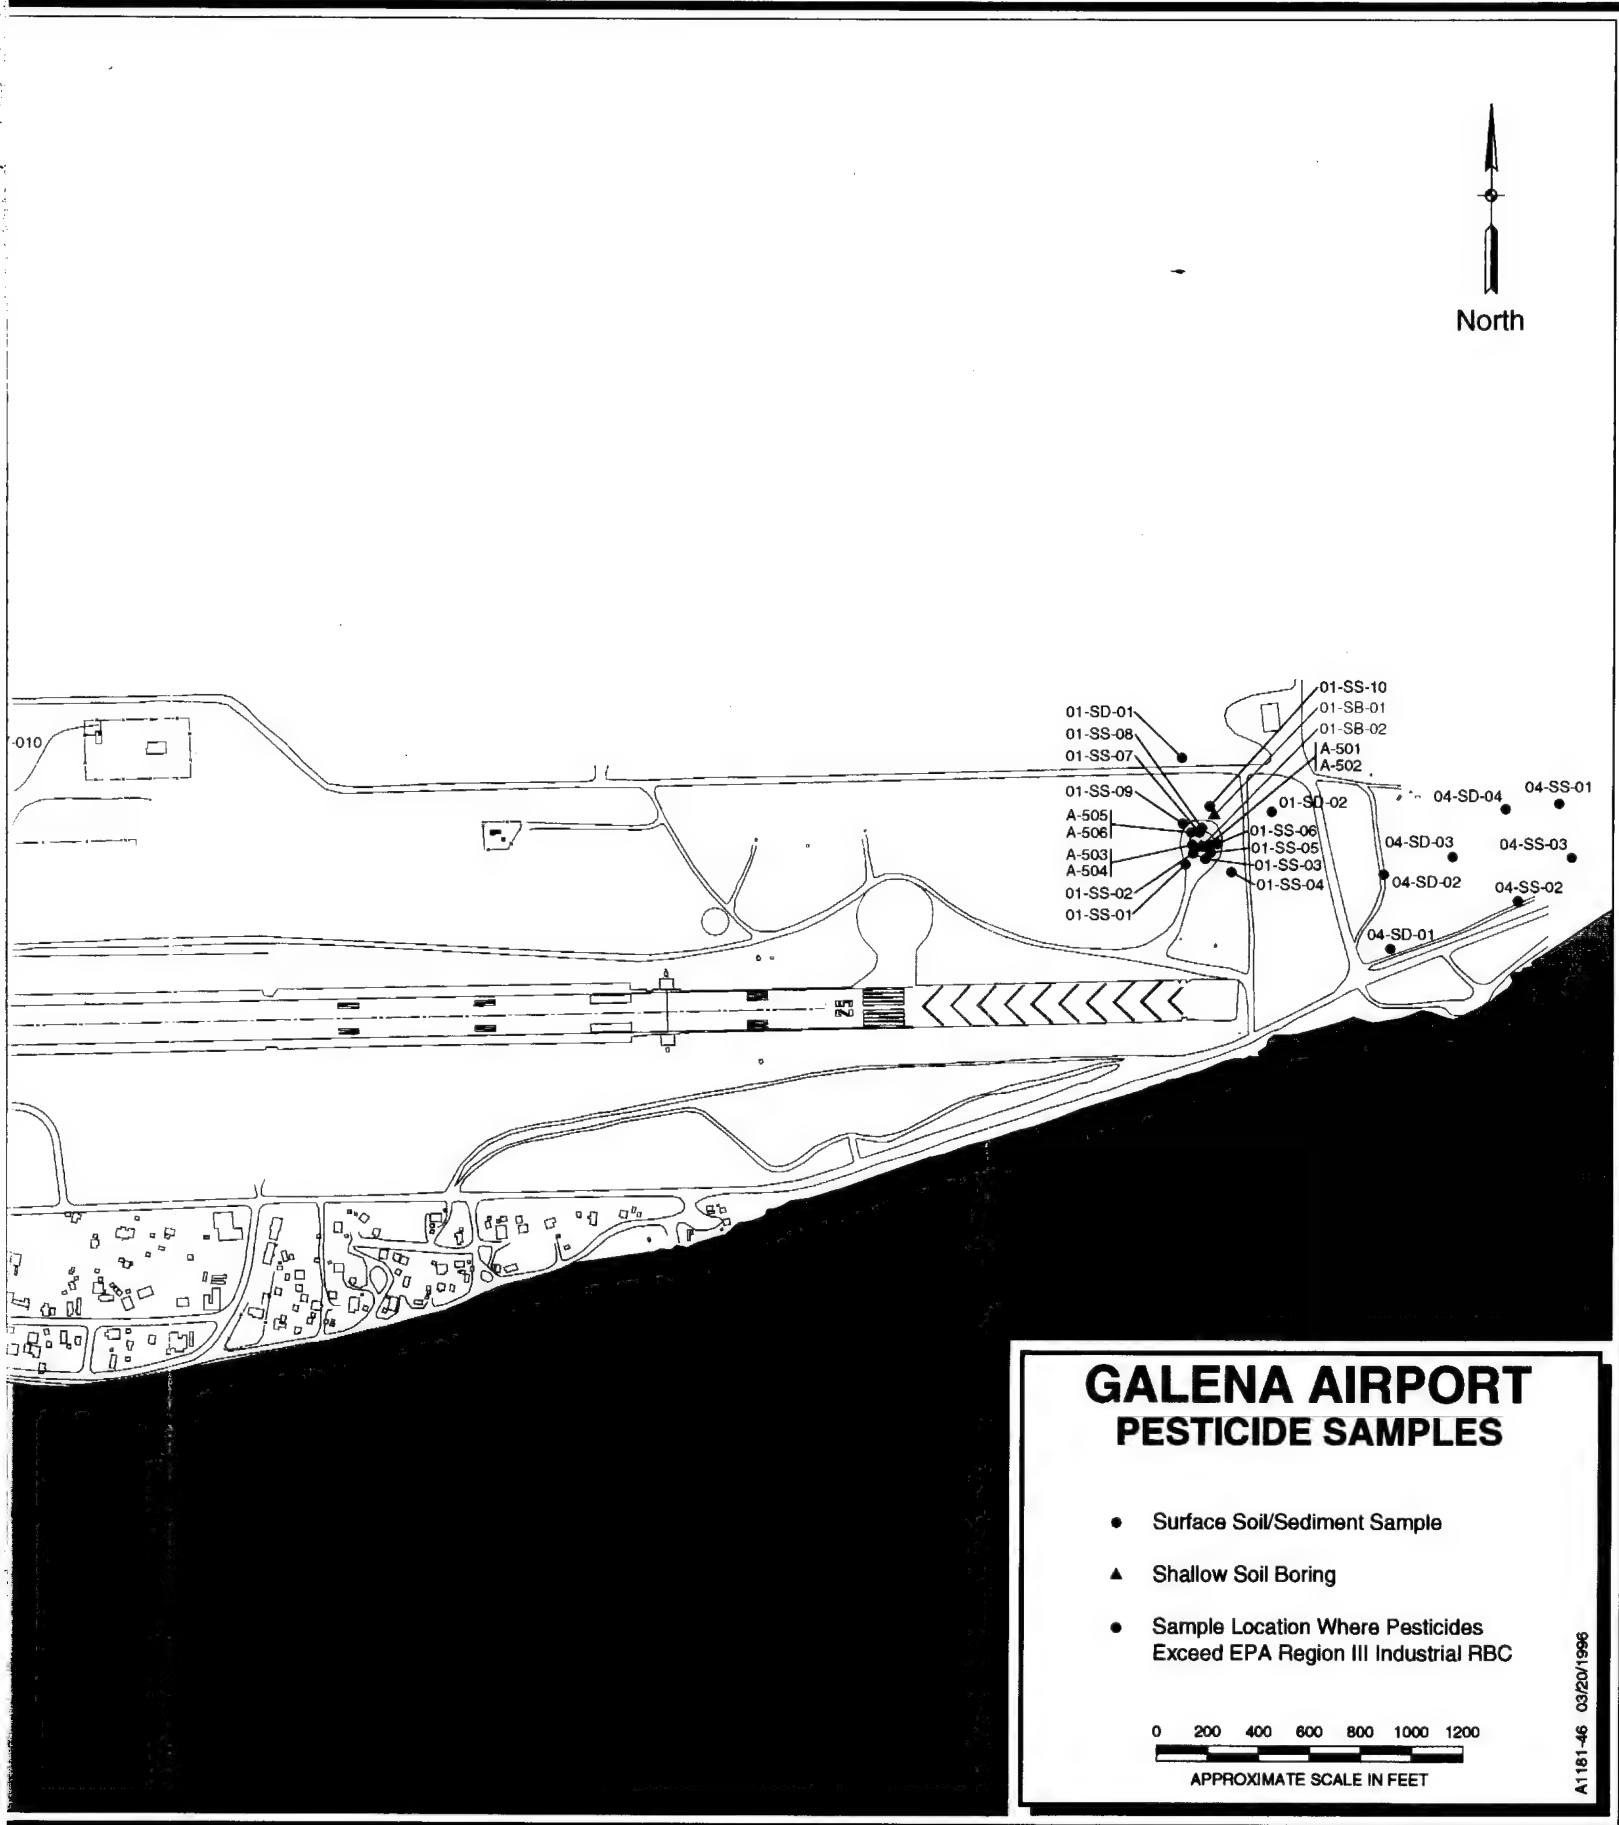 North
01-SS-10
01-SB-01
01-SB-02
A-501
A-502
01-SD-01
01-SS-08
01-SS-07
01-SS-09
A-505
A-506
A-503
A-504
01-SS-02
01-SS-01
01-SD-02
01-SS-06
01-SS-05
01-SS-03
01-SS-04
04-SD-04
04-SS-01
04-SD-03
04-SS-03
04-SD-02
04-SS-02
04-SD-01
-010
25
GALENA AIRPORT
PESTICIDE SAMPLES
Surface Soil/Sediment Sample
Shallow Soil Boring
Sample Location Where Pesticides
Exceed EPA Region III Industrial RBC
0 200 400 600 800 1000 1200
APPROXIMATE SCALE IN FEET
A1181-46 03/20/1996